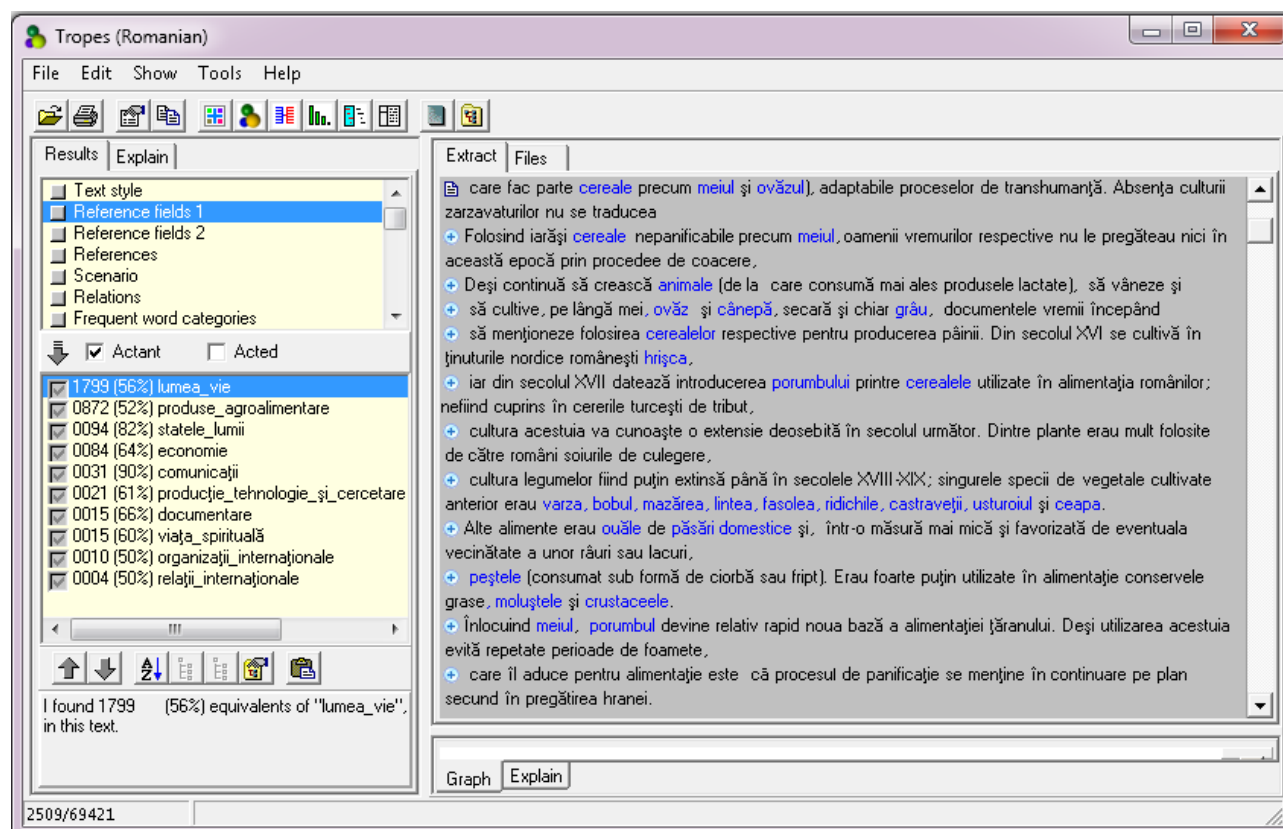 Tropes (Romanian)
File Edit Show Tools Help
Results Explain
Text style
Reference fields 1
Reference fields 2
References
Scenario
Relations
Frequent word categories
Actant Acted
1799 (56%) lumea_vie
0872 (52%) produse_agroalimentare
0094 (82%) statele_lumii
0084 (64%) economie
0031 (90%) comunicaţii
0021 (61%) producţie_tehnologie_şi_cercetare
0015 (66%) documentare
0015 (60%) viaţa_spirituală
0010 (50%) organizaţii_internaţionale
0004 (50%) relaţii_internaţionale
I found 1799 (56%) equivalents of "lumea_vie",
in this text.
2509/69421
Extract Files
care fac parte cereale precum meiul şi ovăzul), adaptabile proceselor de transhumanţă. Absenţa culturii
zarzavaturilor nu se traducea
Folosind iarăşi cereale nepanificabile precum meiul, oamenii vremurilor respective nu le pregăteau nici în
această epocă prin procedee de coacere,
Deşi continuă să crească animale (de la care consumă mai ales produsele lactate), să vâneze şi
să cultive, pe lângă mei, ovăz şi cânepă, secară şi chiar grâu, documentele vremii începând
să menţioneze folosirea cerealelor respective pentru producerea pâinii. Din secolul XVI se cultivă în
ţinuturile nordice româneşti hrişca,
iar din secolul XVII datează introducerea porumbului printre cerealele utilizate în alimentaţia românilor;
nefiind cuprins în cererile turceşti de tribut,
cultura acestuia va cunoaşte o extensie deosebită în secolul următor. Dintre plante erau mult folosite
de către români soiurile de culegere,
cultura legumelor fiind puţin extinsă până în secolele XVIII-XIX; singurele specii de vegetale cultivate
anterior erau varza, bobul, mazărea, lintea, fasolea, ridichile, castraveţii, usturoiul şi ceapa.
Alte alimente erau ouăle de păsări domestice şi, într-o măsură mai mică şi favorizată de eventuala
vecinătate a unor râuri sau lacuri,
peştele (consumat sub formă de ciorbă sau fript). Erau foarte puţin utilizate în alimentaţie conservele
grase, moluştele şi crustaceele.
Înlocuind meiul, porumbul devine relativ rapid noua bază a alimentaţiei ţăranului. Deşi utilizarea acestuia
evită repetate perioade de foamete,
care îl aduce pentru alimentaţie este că procesul de panificaţie se menţine în continuare pe plan
secund în pregătirea hranei.
Graph Explain